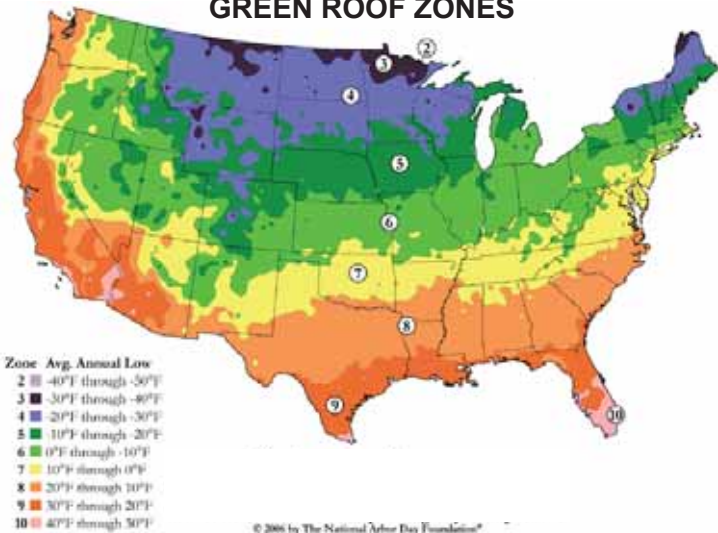 GREEN ROOF ZONES
2
3
4
5
6
7
8
9
10
Zone Avg. Annual Low
2 -40°F through -50°F
3 -30°F through -40°F
4 -20°F through -30°F
5 -10°F through -20°F
6 0°F through -10°F
7 10°F through 0°F
8 20°F through 10°F
9 30°F through 20°F
10 40°F through 30°F
© 2006 by The National Arbor Day Foundation®